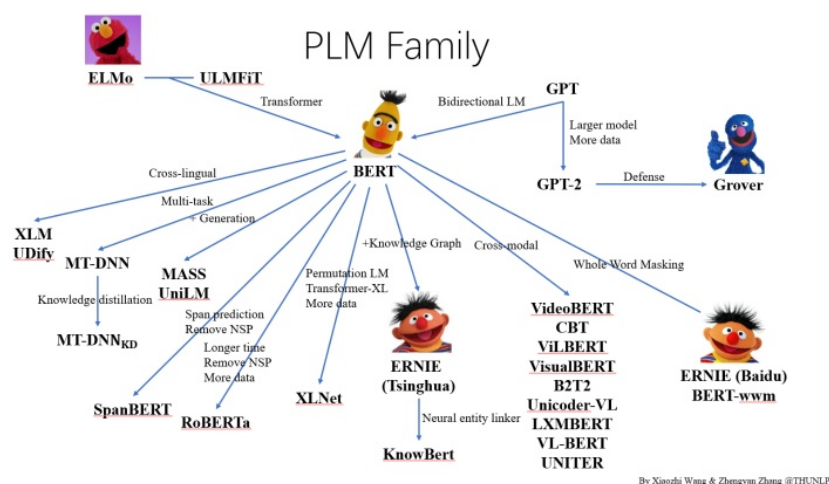 PLM Family
ELMo
ULMFiT
Transformer
GPT
Bidirectional LM
Larger model
More data
BERT
GPT-2
Defense
Grover
Cross-lingual
Multi-task
+ Generation
XLM
UDify
MT-DNN
MASS
UniLM
Knowledge distillation
MT-DNNKD
+Knowledge Graph
Cross-modal
Whole Word Masking
Permutation LM
Transformer-XL
More data
Span prediction
Remove NSP
Longer time
Remove NSP
More data
SpanBERT
RoBERTa
XLNet
ERNIE
(Tsinghua)
Neural entity linker
KnowBert
VideoBERT
CBT
ViLBERT
VisualBERT
B2T2
Unicoder-VL
LXMBERT
VL-BERT
UNITER
ERNIE (Baidu)
BERT-wwm
By Xiaozhi Wang & Zhengyan Zhang @THUNLP